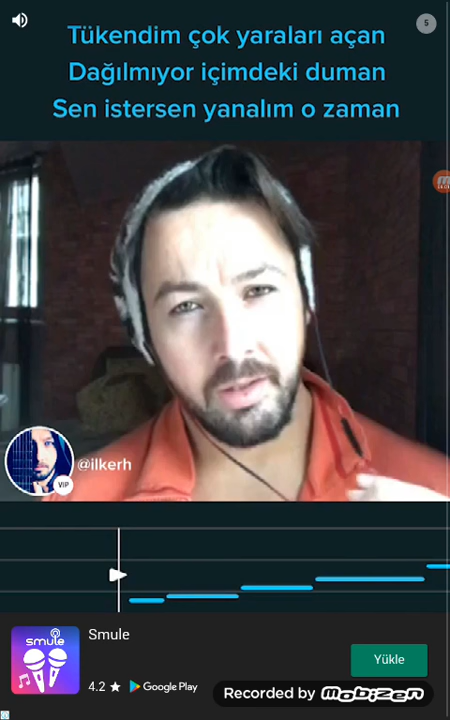 5
Tükendim çok yaraları açan
Dağılmıyor içimdeki duman
Sen istersen yanalım o zaman
@ilkerh
VIP
smule
Smule
Yükle
4.2 ★ Google Play
Recorded by MOBIZEN